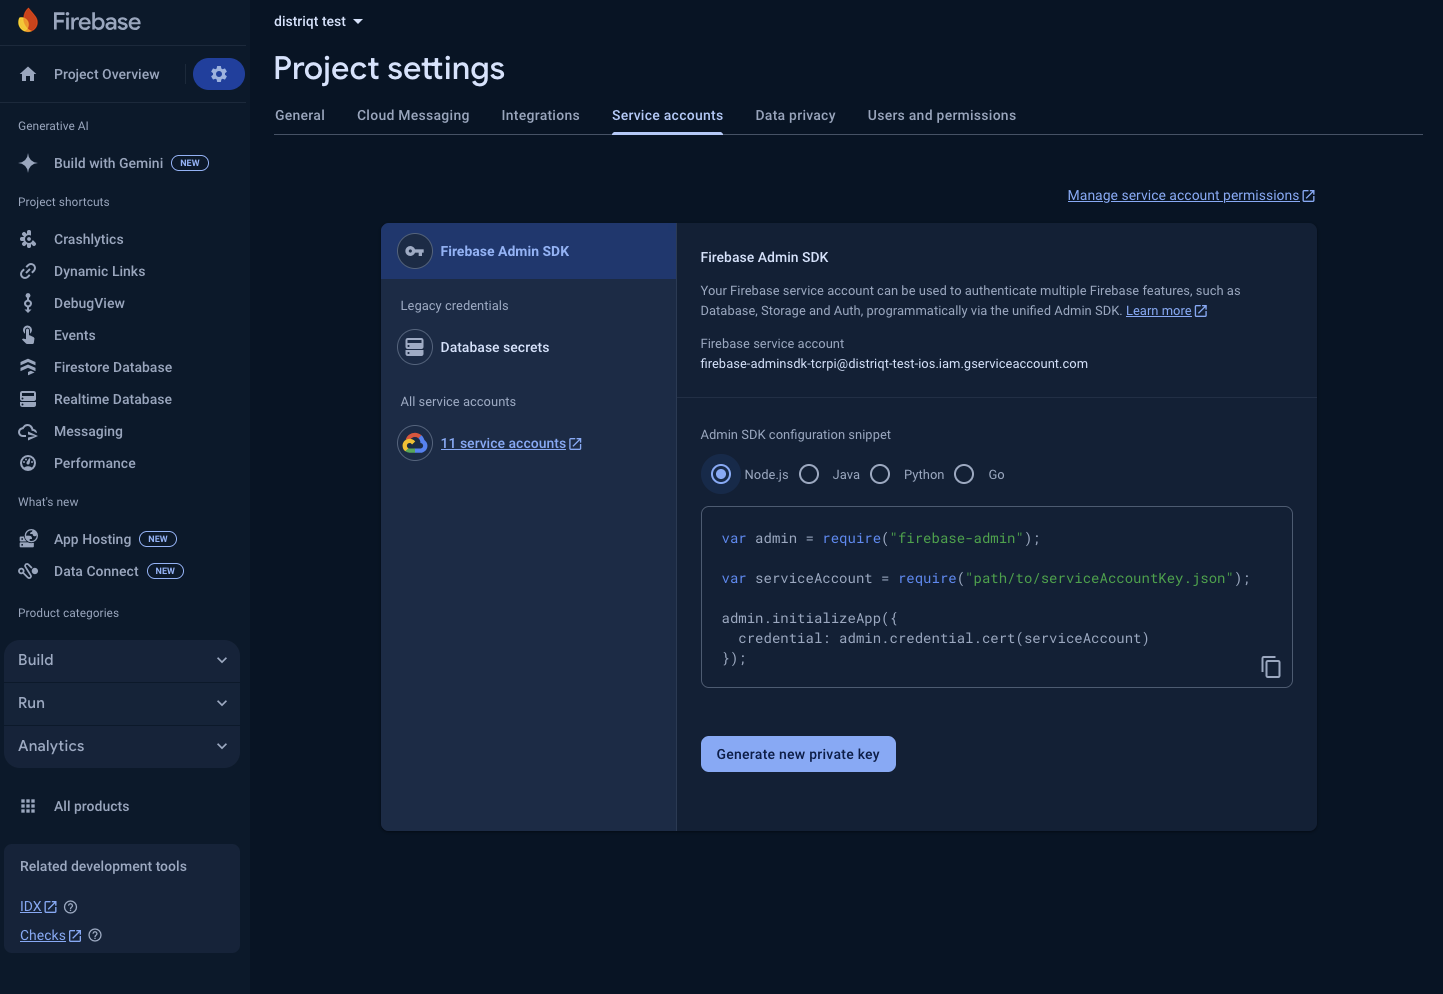 Firebase
Project Overview
Generative AI
Build with Gemini NEW
Project shortcuts
Crashlytics
Dynamic Links
DebugView
Events
Firestore Database
Realtime Database
Messaging
Performance
What's new
App Hosting NEW
Data Connect NEW
Product categories
Build
Run
Analytics
All products
Related development tools
IDX
Checks
distriqt test
Project settings
General Cloud Messaging Integrations Service accounts Data privacy Users and permissions
Manage service account permissions
Firebase Admin SDK
Legacy credentials
Database secrets
All service accounts
11 service accounts
Firebase Admin SDK
Your Firebase service account can be used to authenticate multiple Firebase features, such as
Database, Storage and Auth, programmatically via the unified Admin SDK. Learn more
Firebase service account
firebase-adminsdk-tcrpi@distriqt-test-ios.iam.gserviceaccount.com
Admin SDK configuration snippet
Node.js Java Python Go
var admin = require("firebase-admin");
var serviceAccount = require("path/to/serviceAccountKey.json");
admin.initializeApp({
  credential: admin.credential.cert(serviceAccount)
});
Generate new private key